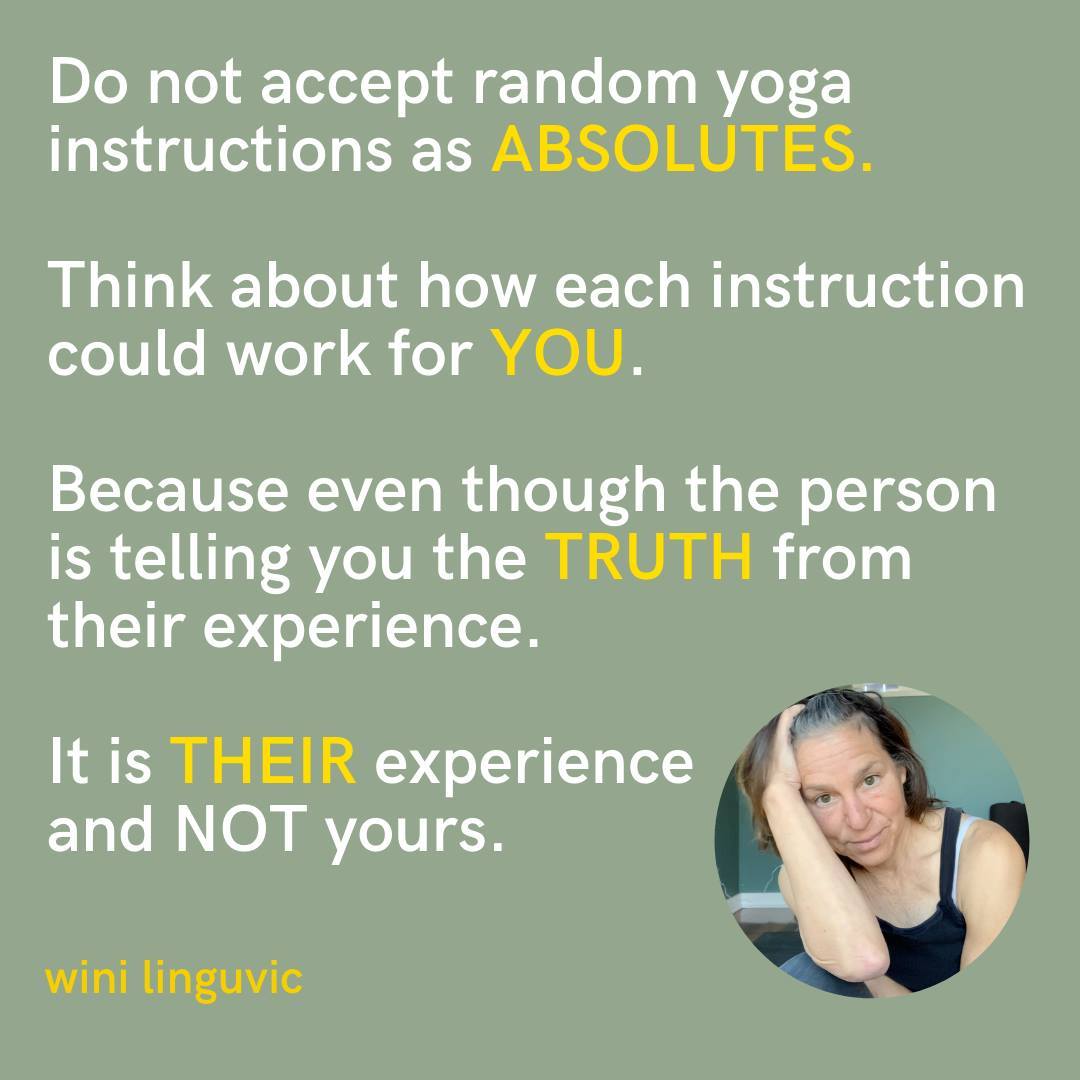 Do not accept random yoga
instructions as ABSOLUTES.
Think about how each instruction
could work for YOU.
Because even though the person
is telling you the TRUTH from
their experience.
It is THEIR experience
and NOT yours.
wini linguvic